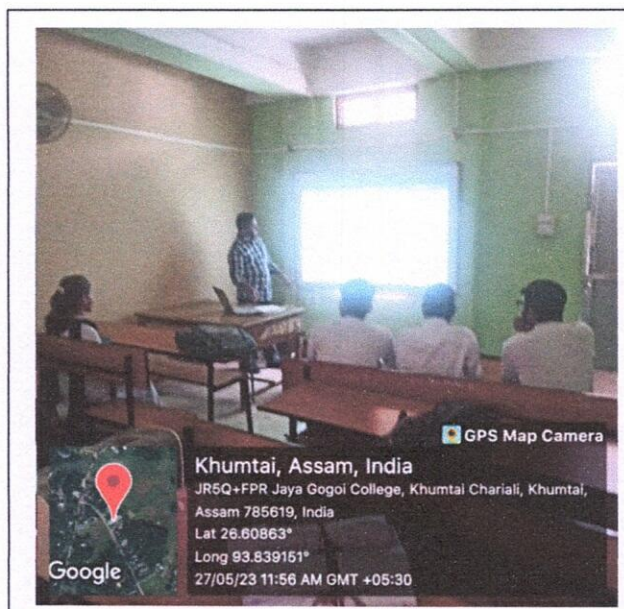 GPS Map Camera
Khumtai, Assam, India
JR5Q+FPR Jaya Gogoi College, Khumtai Chariali, Khumtai,
Assam 785619, India
Lat 26.60863°
Long 93.839151°
27/05/23 11:56 AM GMT +05:30
Google